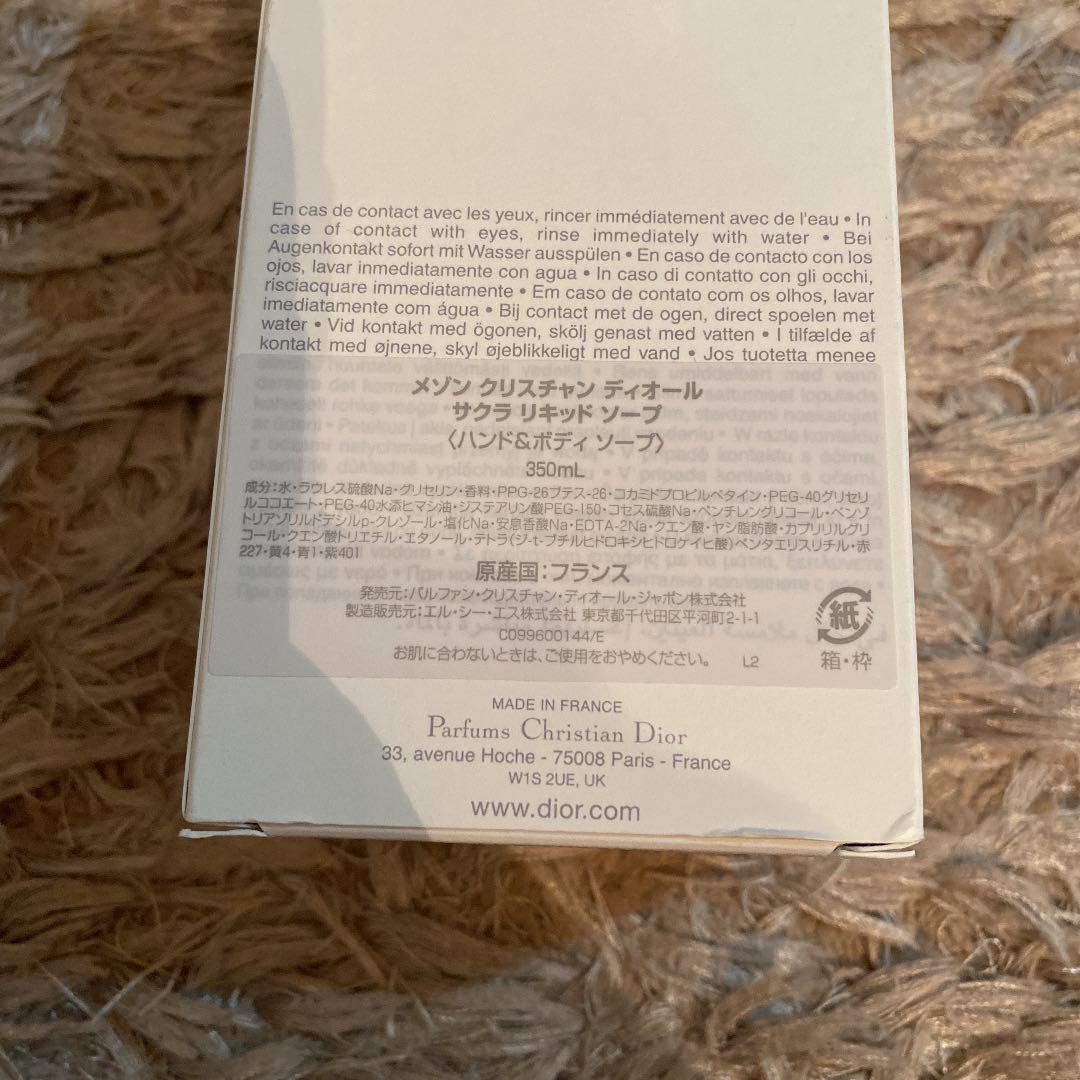 En cas de contact avec les yeux, rincer immédiatement avec de l'eau • In
case of contact with eyes, rinse immediately with water • Bei
Augenkontakt sofort mit Wasser ausspülen • En caso de contacto con los
ojos, lavar inmediatamente con agua • In caso di contatto con gli occhi,
risciacquare immediatamente • Em caso de contato com os olhos, lavar
imediatamente com água • Bij contact met de ogen, direct spoelen met
water • Vid kontakt med ögonen, skölj genast med vatten • I tilfælde af
kontakt med øjnene, skyl øjeblikkeligt med vand • Jos tuotetta menee
メゾン クリスチャン ディオール
サクラ リキッド ソープ
〈ハンド&ボディ ソープ〉
350mL
成分:水・ラウレス硫酸Na・グリセリン・香料・PPG-26ブテス-26・コカミドプロピルベタイン・PEG-40グリセリ
ルココエート・PEG-40水添ヒマシ油・ジステアリン酸PEG-150・コセス硫酸Na・ペンチレングリコール・ベンゾ
トリアゾリルドデシルp-クレゾール・塩化Na・安息香酸Na・EDTA-2Na・クエン酸・ヤシ脂肪酸・カプリリルグリ
コール・クエン酸トリエチル・エタノール・テトラ(ジ-t-ブチルヒドロキシヒドロケイヒ酸)ペンタエリスリチル・赤
227・黄4・青1・紫401
原産国:フランス
発売元:パルファン・クリスチャン・ディオール・ジャポン株式会社
製造販売元:エル・シー・エス株式会社 東京都千代田区平河町2-1-1
C099600144/E
お肌に合わないときは、ご使用をおやめください。 L2
紙
箱・枠
MADE IN FRANCE
Parfums Christian Dior
33, avenue Hoche - 75008 Paris - France
W1S 2UE, UK
www.dior.com